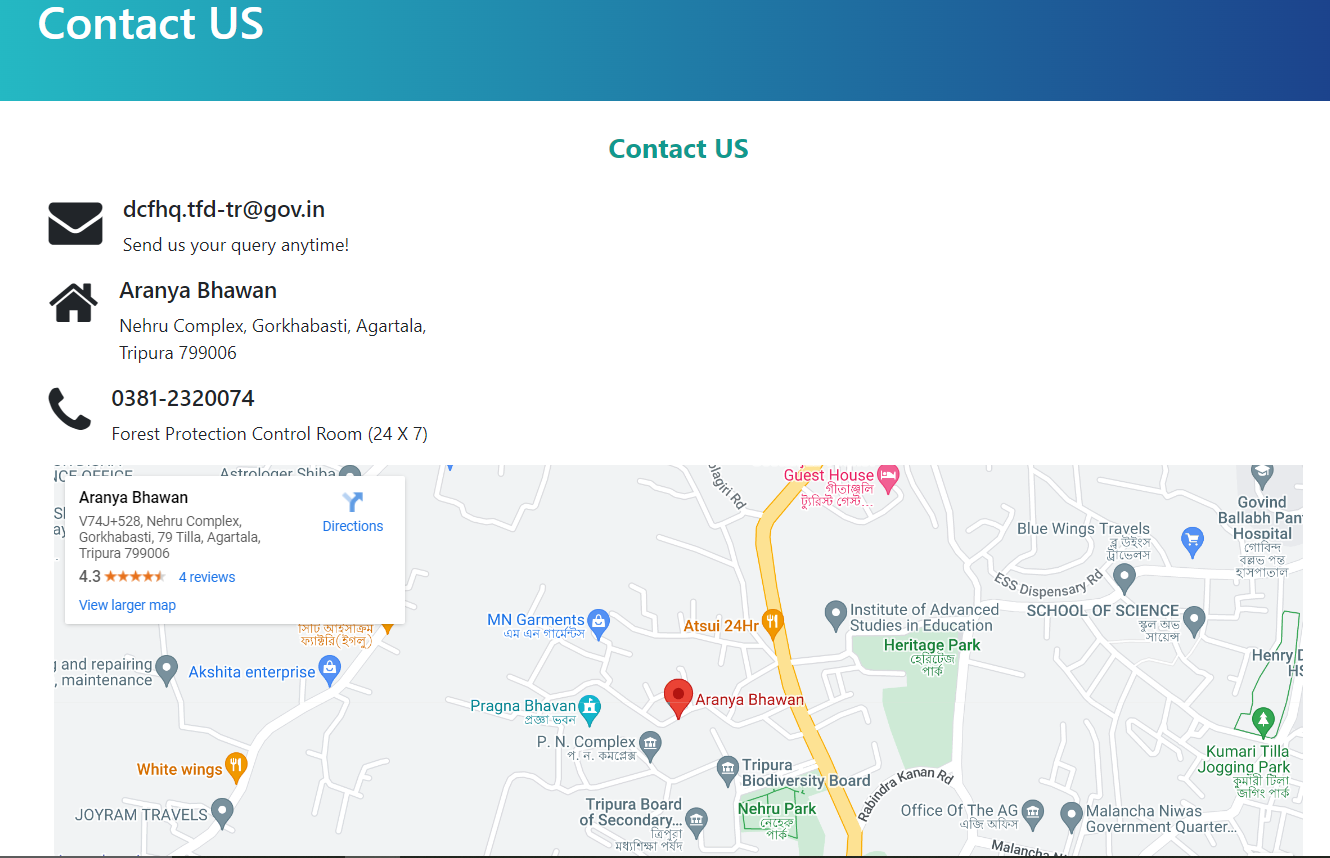 Contact US
Contact US
dcfhq.tfd-tr@gov.in
Send us your query anytime!
Aranya Bhawan
Nehru Complex, Gorkhabasti, Agartala,
Tripura 799006
0381-2320074
Forest Protection Control Room (24 X 7)
Astrologer Shiba
Aranya Bhawan
V74J+528, Nehru Complex,
Gorkhabasti, 79 Tilla, Agartala,
Tripura 799006
4.3
4 reviews
View larger map
Directions
সিটি আইসক্রিম
ফ্যাক্টরি(ইগলু)
Guest House
গীতাঞ্জলি
ট্যুরিস্ট গেস্ট...
Govind
Ballabh Pant
Hospital
গোবিন্দ
বল্লভ পন্ত
হাসপাতাল
Blue Wings Travels
ব্লু উইংস
ট্রাভেলস
ESS Dispensary Rd
MN Garments
এম এন গার্মেন্টস
Atsui 24Hr
Institute of Advanced
Studies in Education
SCHOOL OF SCIENCE
স্কুল অভ
সায়েন্স
Heritage Park
হেরিটেজ
পার্ক
Henry
g and repairing
, maintenance
Akshita enterprise
Pragna Bhavan
প্রজ্ঞা ভবন
Aranya Bhawan
P. N. Complex
প. ন. কমপ্লেক্স
White wings
Tripura
Biodiversity Board
Kumari Tilla
Jogging Park
কুমারী টিলা
জগিং পার্ক
Rabindra Kanan Rd
JOYRAM TRAVELS
Tripura Board
of Secondary...
ত্রিপুরা
মধ্যশিক্ষা পর্ষদ
Nehru Park
নেহেরু
পার্ক
Office Of The AG
এজি অফিস
Malancha Niwas
Government Quarter...
Malancha